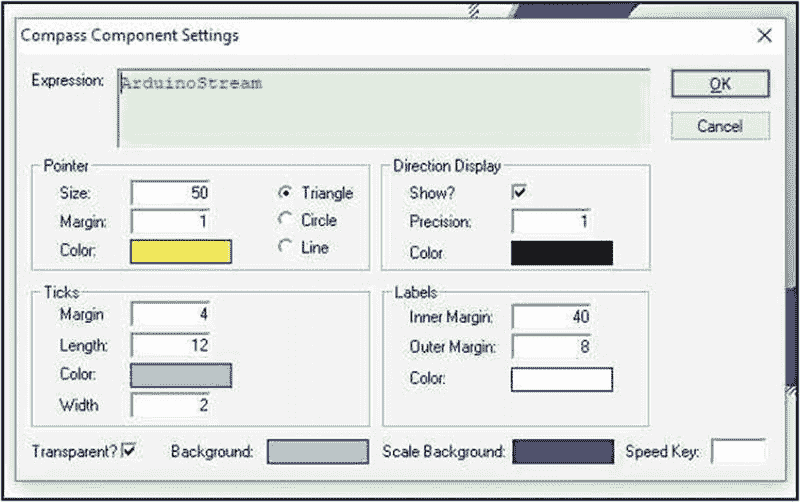 Compass Component Settings
Expression: ArduinoStream
OK
Cancel
Pointer
Size: 50
Margin: 1
Color:
Triangle
Circle
Line
Direction Display
Show?
Precision: 1
Color
Ticks
Margin 4
Length: 12
Color:
Width 2
Labels
Inner Margin: 40
Outer Margin: 8
Color:
Transparent? Background: Scale Background: Speed Key: